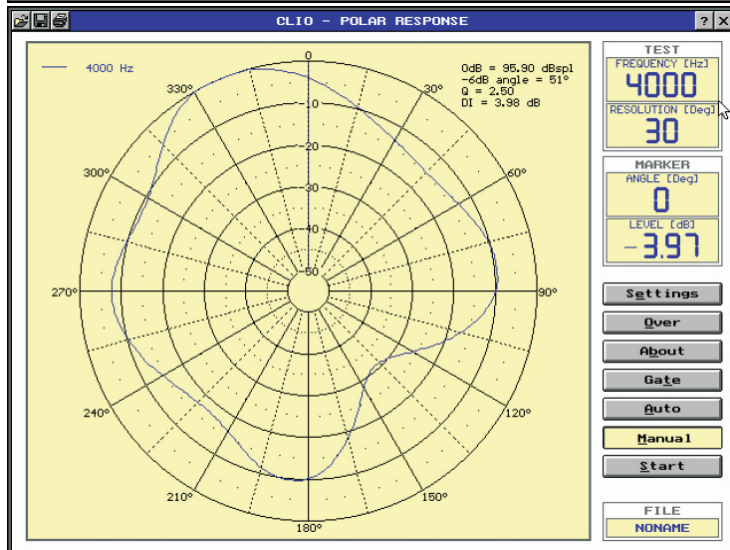 CLIO - POLAR RESPONSE
? X
4000 Hz
0dB = 95.90 dBspl
-6dB angle = 51°
Q = 2.50
DI = 3.98 dB
0
330°
30°
-10
300°
60°
-20
-30
-40
-50
270°
90°
240°
120°
210°
150°
180°
TEST
FREQUENCY [Hz]
4000
RESOLUTION [Deg]
30
MARKER
ANGLE [Deg]
0
LEVEL [dB]
-3.97
Settings
Over
About
Gate
Auto
Manual
Start
FILE
NONAME